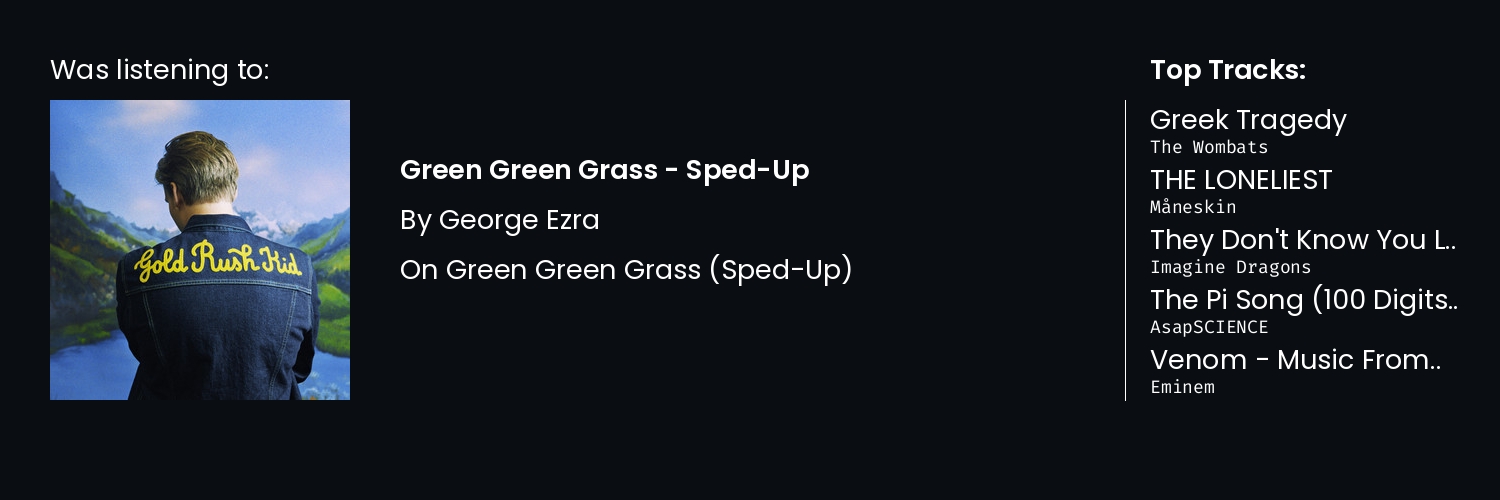 Was listening to:
Gold Rush Kid
Green Green Grass - Sped-Up
By George Ezra
On Green Green Grass (Sped-Up)
Top Tracks:
Greek Tragedy
The Wombats
THE LONELIEST
Måneskin
They Don't Know You L..
Imagine Dragons
The Pi Song (100 Digits..
AsapSCIENCE
Venom - Music From..
Eminem